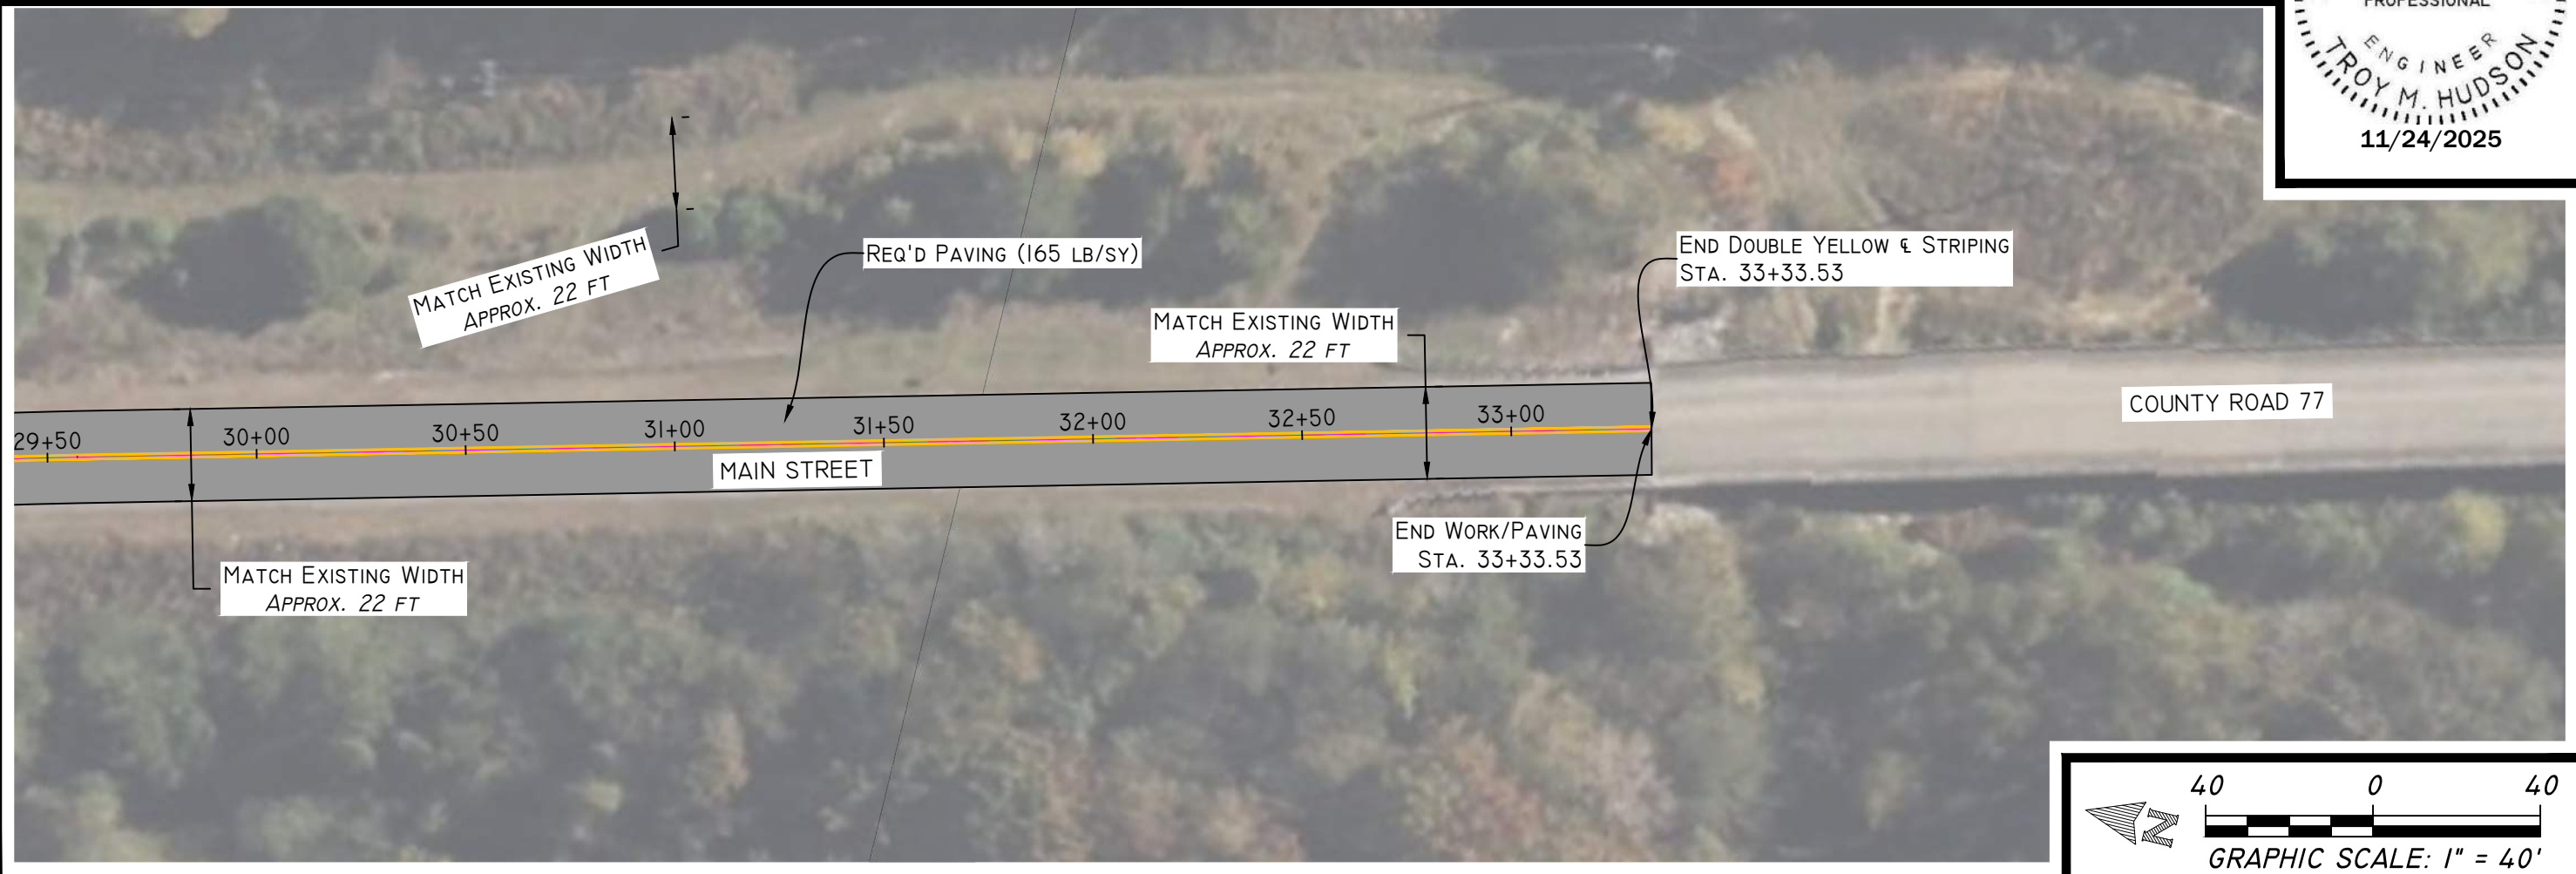 PROFESSIONAL
ENGINEER
TROY M. HUDSON
11/24/2025
MATCH EXISTING WIDTH
APPROX. 22 FT
REQ'D PAVING (165 LB/SY)
END DOUBLE YELLOW ℄ STRIPING
STA. 33+33.53
MATCH EXISTING WIDTH
APPROX. 22 FT
COUNTY ROAD 77
29+50
30+00
30+50
31+00
31+50
32+00
32+50
33+00
MAIN STREET
END WORK/PAVING
STA. 33+33.53
MATCH EXISTING WIDTH
APPROX. 22 FT
40 0 40
N
GRAPHIC SCALE: 1" = 40'